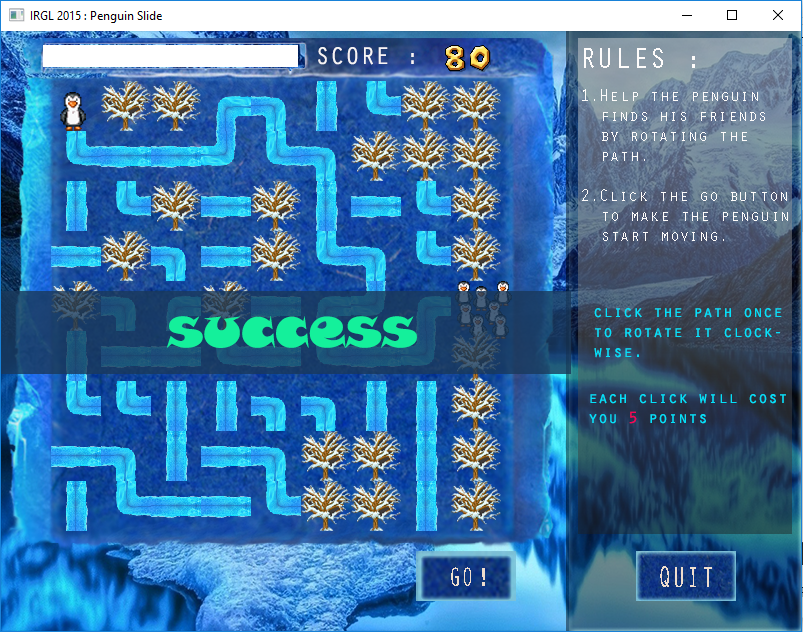 IRGL 2015 : Penguin Slide
SCORE : 80
RULES :
1.HELP THE PENGUIN
FINDS HIS FRIENDS
BY ROTATING THE
PATH.
2.CLICK THE GO BUTTON
TO MAKE THE PENGUIN
START MOVING.
CLICK THE PATH ONCE
TO ROTATE IT CLOCK-
WISE.
EACH CLICK WILL COST
YOU 5 POINTS
success
GO!
QUIT